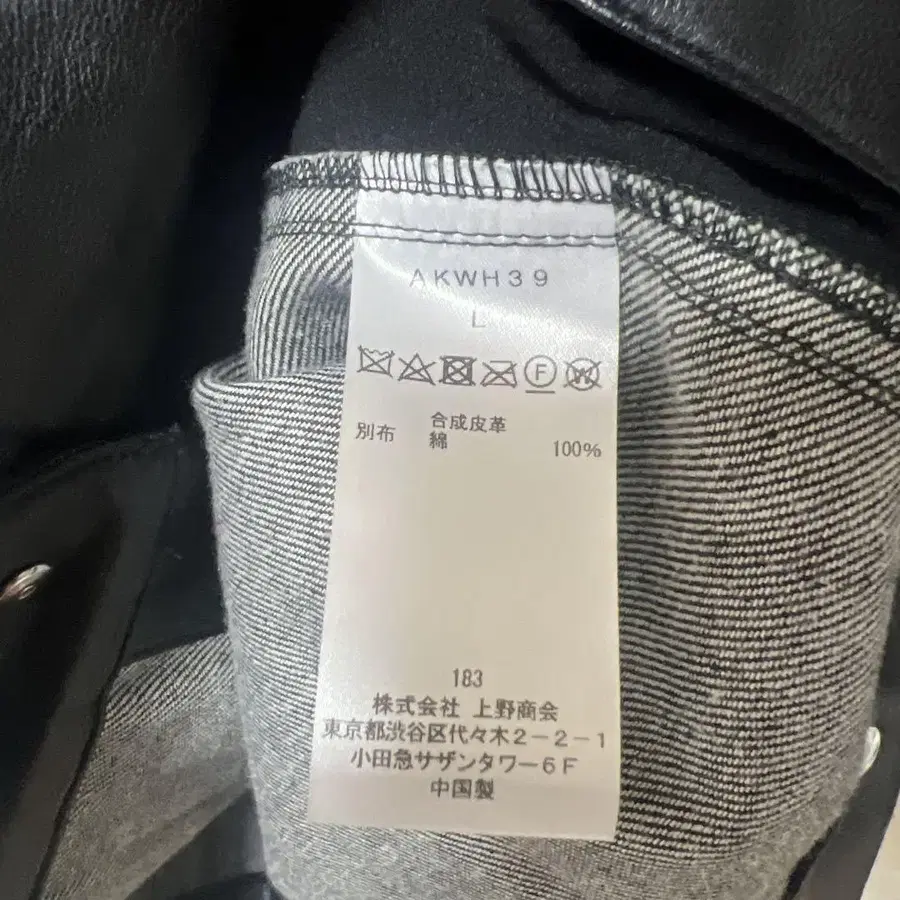 AKWH39
L
F W
合成皮革
別布 綿 100%
183
株式会社 上野商会
東京都渋谷区代々木2-2-1
小田急サザンタワー6F
中国製